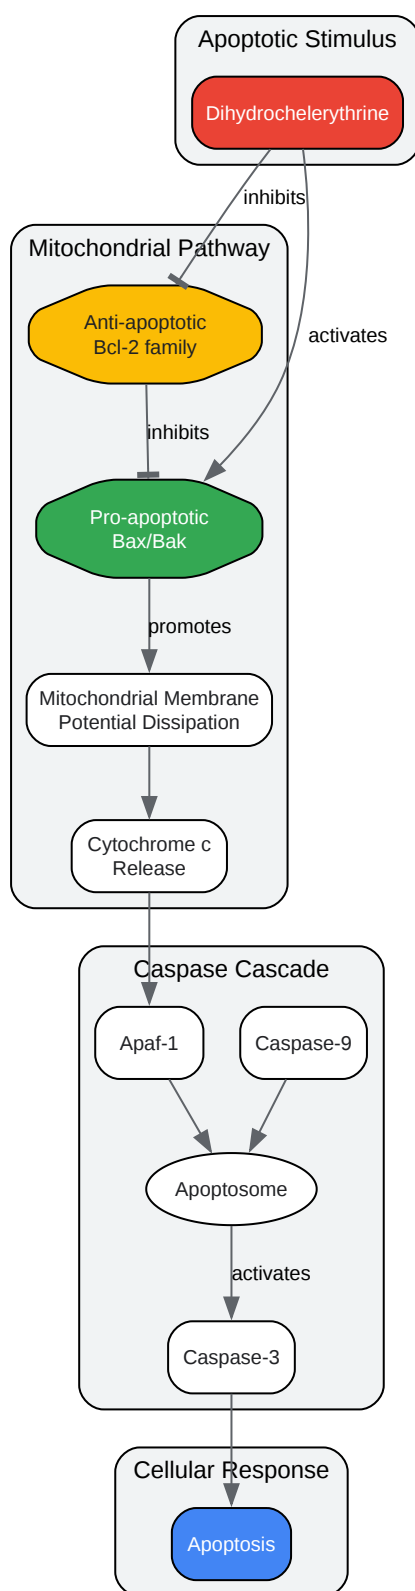 Apoptotic Stimulus
Dihydrochelerythrine
inhibits
Mitochondrial Pathway
Anti-apoptotic
Bcl-2 family
activates
inhibits
Pro-apoptotic
Bax/Bak
promotes
Mitochondrial Membrane
Potential Dissipation
Cytochrome c
Release
Caspase Cascade
Apaf-1
Caspase-9
Apoptosome
activates
Caspase-3
Cellular Response
Apoptosis